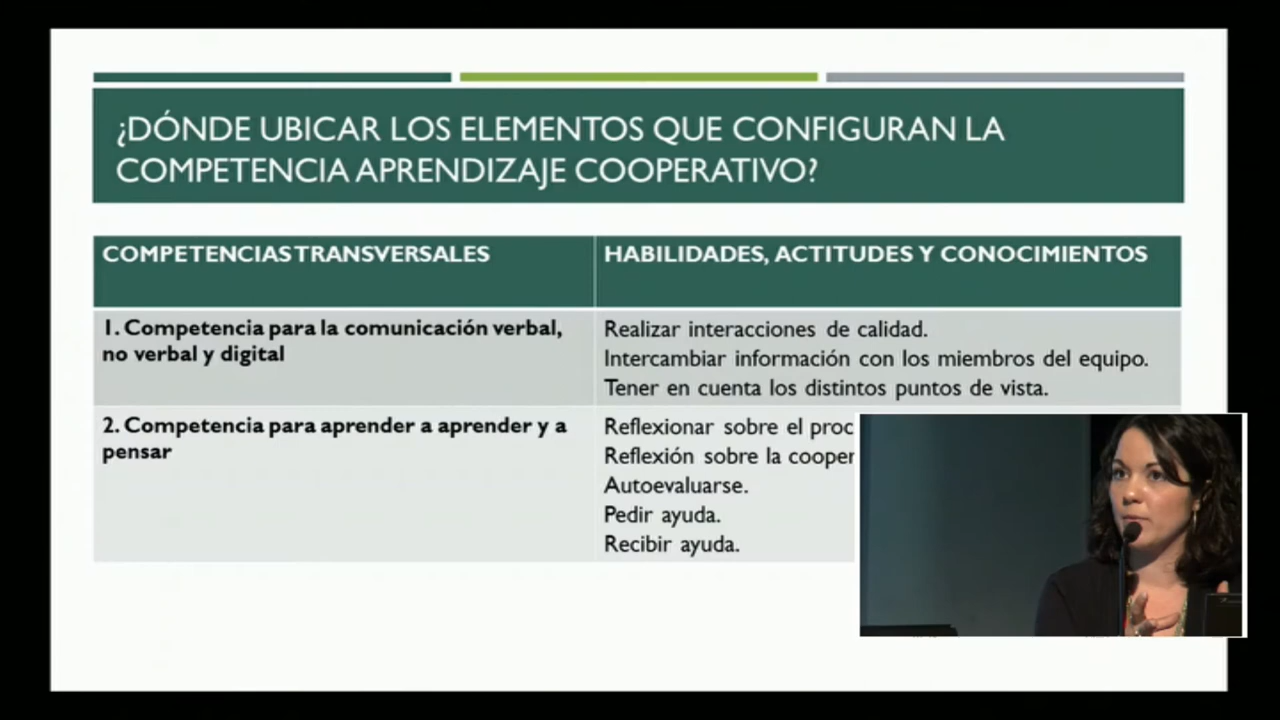 ¿DÓNDE UBICAR LOS ELEMENTOS QUE CONFIGURAN LA
COMPETENCIA APRENDIZAJE COOPERATIVO?
COMPETENCIAS TRANSVERSALES
HABILIDADES, ACTITUDES Y CONOCIMIENTOS
1. Competencia para la comunicación verbal,
no verbal y digital
Realizar interacciones de calidad.
Intercambiar información con los miembros del equipo.
Tener en cuenta los distintos puntos de vista.
2. Competencia para aprender a aprender y a
pensar
Reflexionar sobre el
Reflexión sobre la
Autoevaluarse.
Pedir ayuda.
Recibir ayuda.